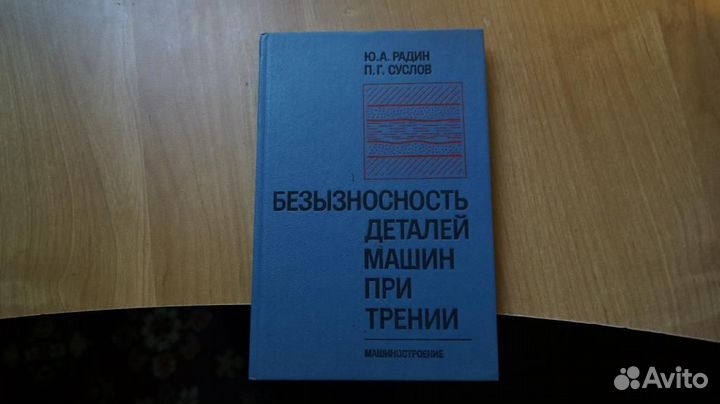 Ю.А. РАДИН
П.Г. СУСЛОВ
БЕЗЫЗНОСНОСТЬ
ДЕТАЛЕЙ
МАШИН
ПРИ
ТРЕНИИ
МАШИНОСТРОЕНИЕ
Avito